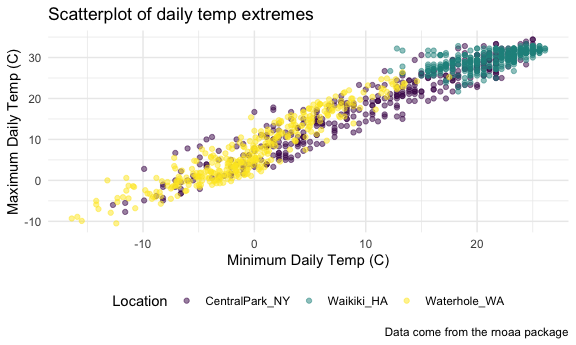 Scatterplot of daily temp extremes
Maximum Daily Temp (C)
30
20
10
0
-10
-10 0 10 20
Minimum Daily Temp (C)
Location CentralPark_NY Waikiki_HA Waterhole_WA
Data come from the rnoaa package